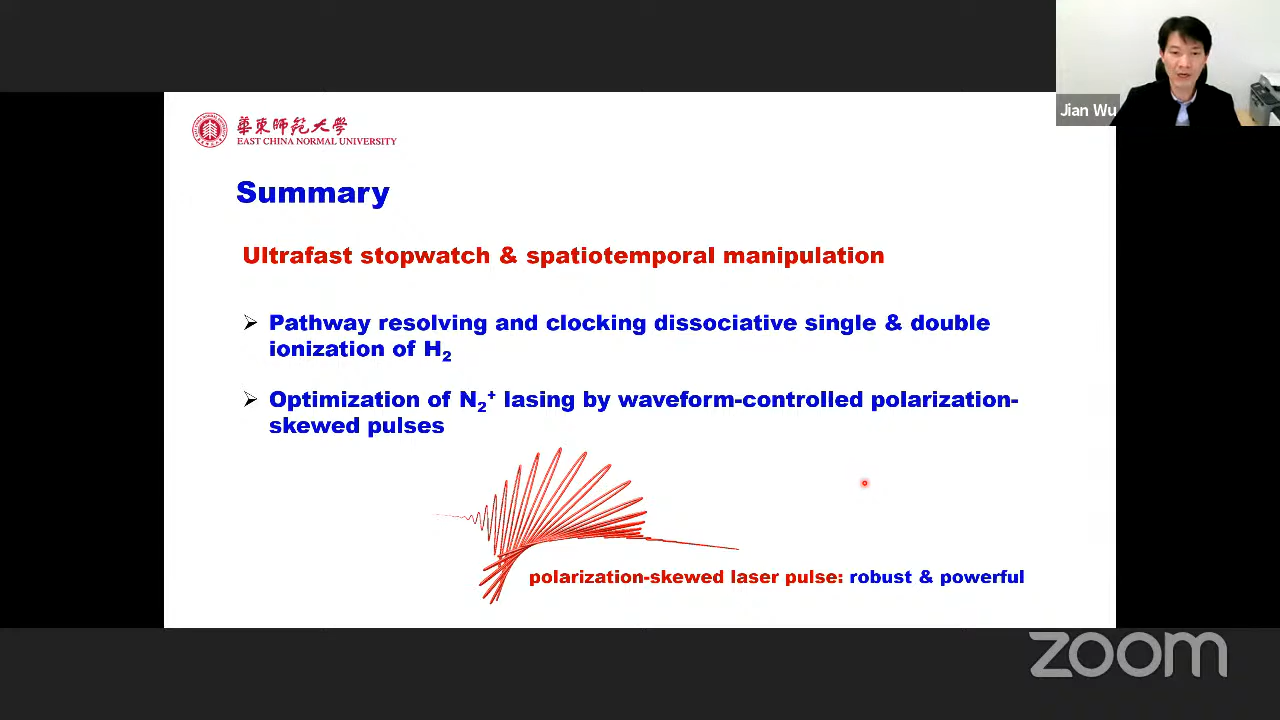 Jian Wu
華東師範大學
EAST CHINA NORMAL UNIVERSITY
Summary
Ultrafast stopwatch & spatiotemporal manipulation
➢ Pathway resolving and clocking dissociative single & double
ionization of H₂
➢ Optimization of N₂⁺ lasing by waveform-controlled polarization-
skewed pulses
polarization-skewed laser pulse: robust & powerful
zoom